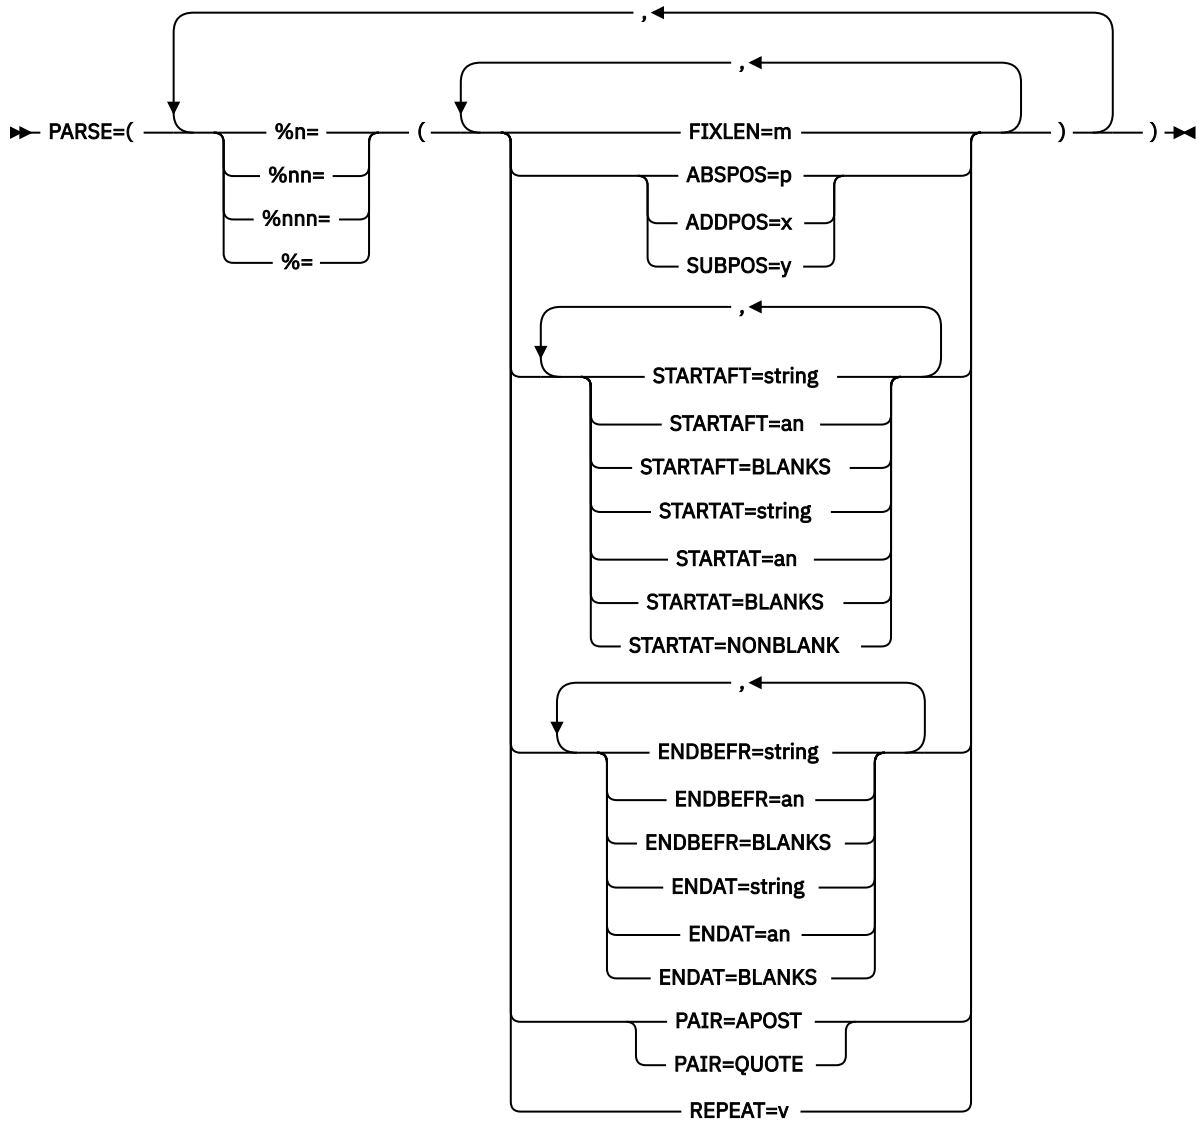 ,
,
PARSE=( %n= ( FIXLEN=m ) )
%nn= ABSPOS=p
%nnn= ADDPOS=x
%= SUBPOS=y
,
STARTAFT=string
STARTAFT=an
STARTAFT=BLANKS
STARTAT=string
STARTAT=an
STARTAT=BLANKS
STARTAT=NONBLANK
,
ENDBEFR=string
ENDBEFR=an
ENDBEFR=BLANKS
ENDAT=string
ENDAT=an
ENDAT=BLANKS
PAIR=APOST
PAIR=QUOTE
REPEAT=v